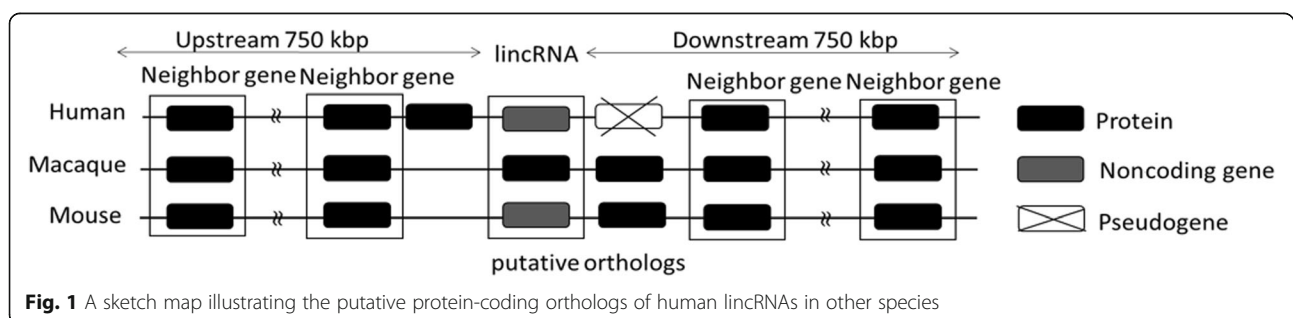 Upstream 750 kbp
lincRNA
Downstream 750 kbp
Neighbor gene
Neighbor gene
Neighbor gene
Neighbor gene
Human
Macaque
Mouse
Protein
Noncoding gene
Pseudogene
putative orthologs
Fig. 1 A sketch map illustrating the putative protein-coding orthologs of human lincRNAs in other species